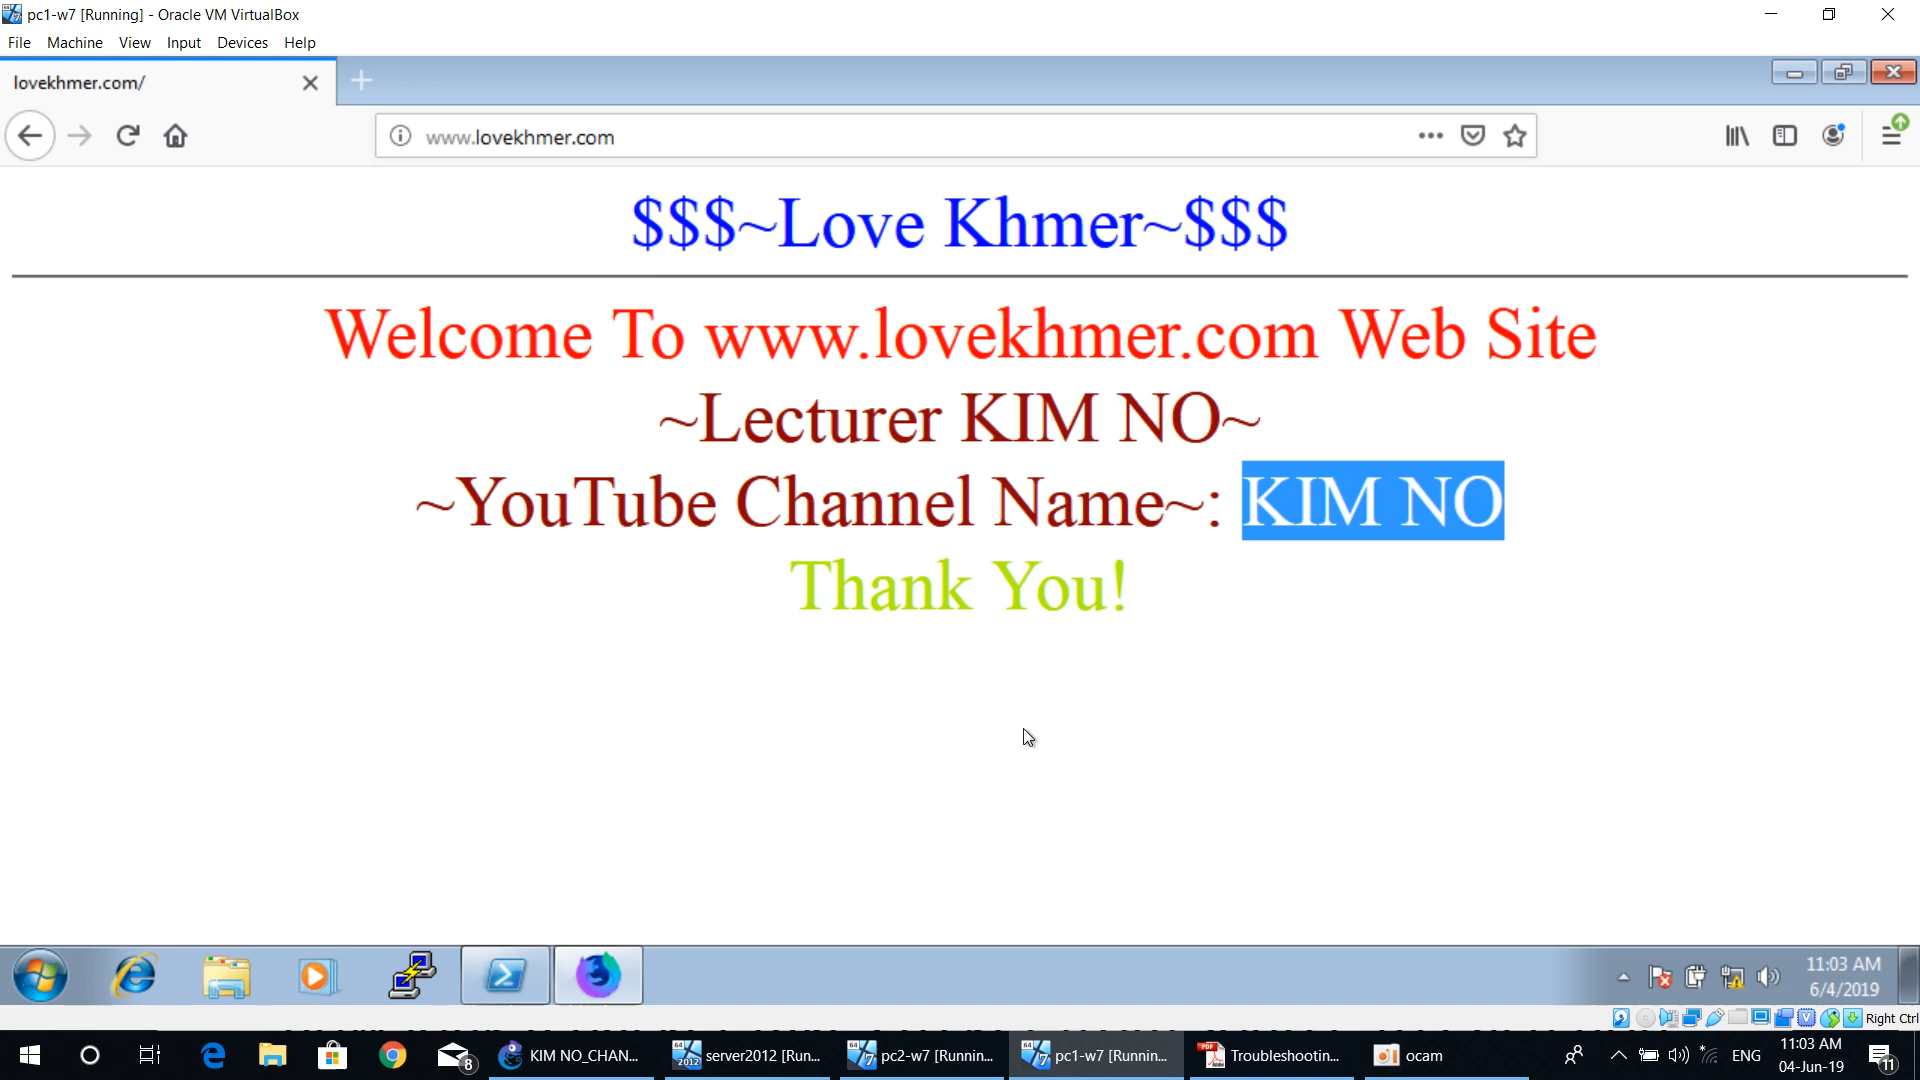 pc1-w7 [Running] - Oracle VM VirtualBox
File Machine View Input Devices Help
lovekhmer.com/
www.lovekhmer.com
$$$~Love Khmer~$$$
Welcome To www.lovekhmer.com Web Site
~Lecturer KIM NO~
~YouTube Channel Name~: KIM NO
Thank You!
11:03 AM
6/4/2019
Right Ctrl
8
KIM NO_CHAN...
server2012 [Run...
pc2-w7 [Runnin...
pc1-w7 [Runnin...
Troubleshootin...
ocam
ENG
11:03 AM
04-Jun-19
11